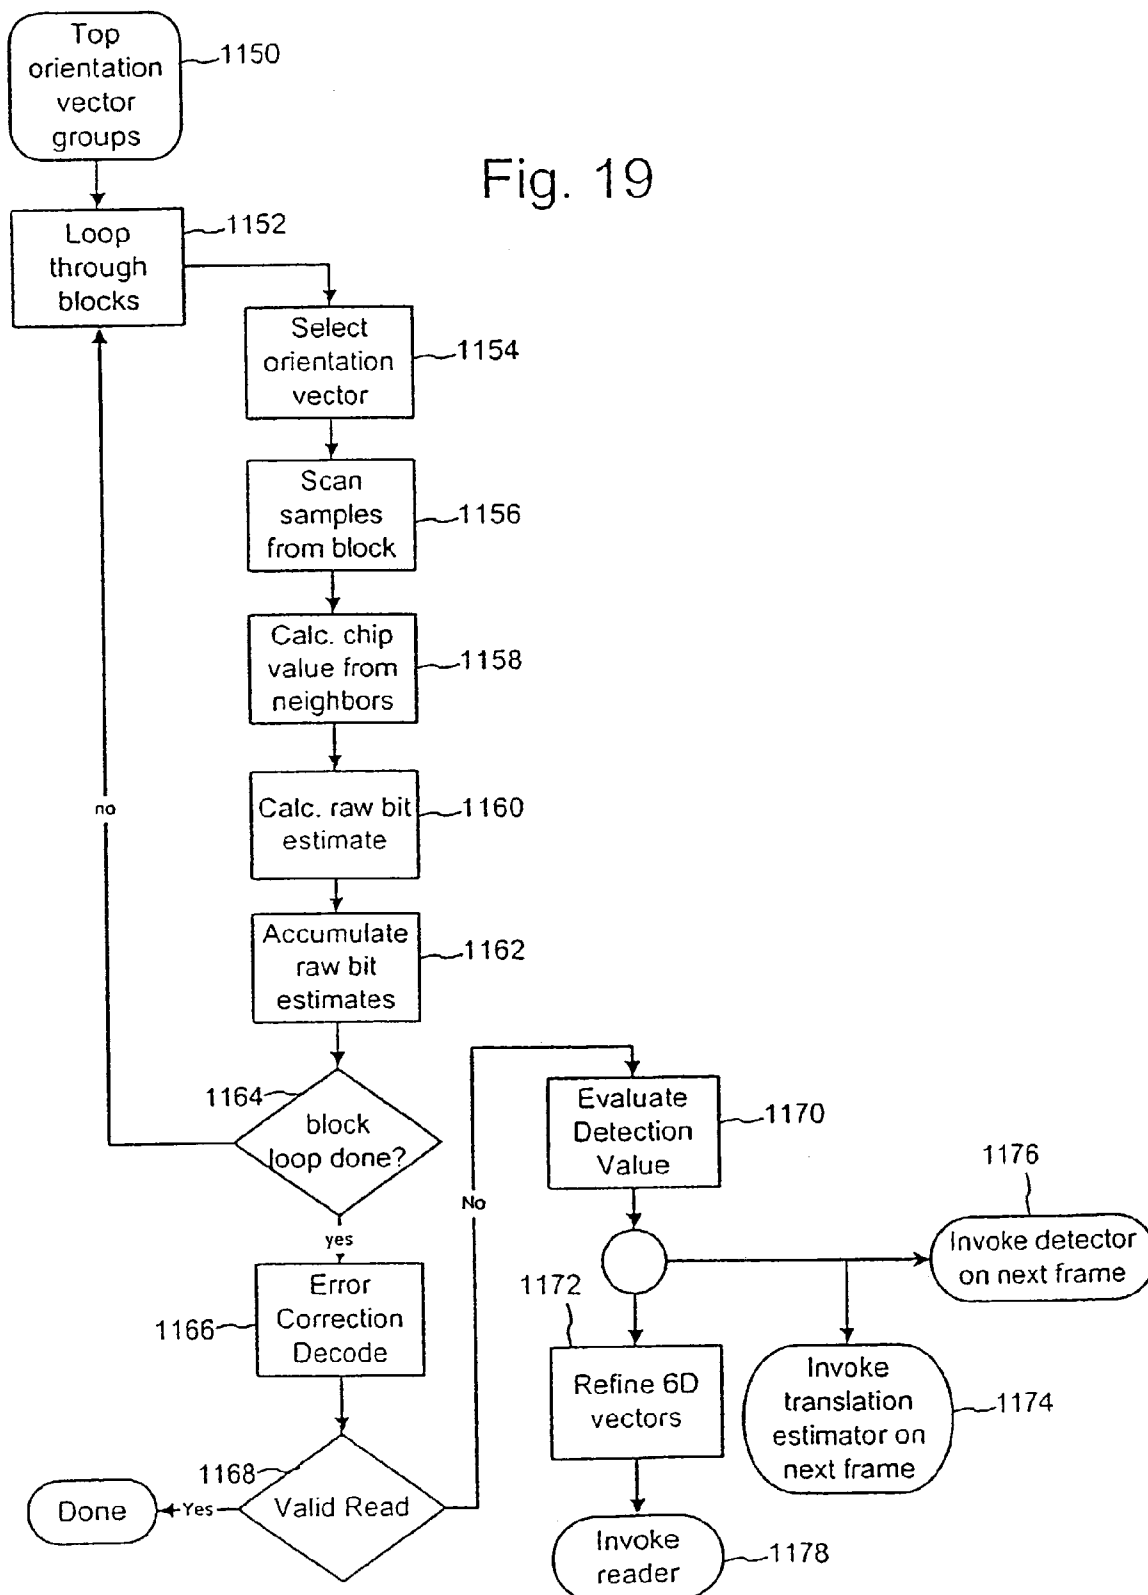 Top
orientation
vector
groups
1150
Fig. 19
Loop
through
blocks
1152
Select
orientation
vector
1154
Scan
samples
from block
1156
Calc. chip
value from
neighbors
1158
no
Calc. raw bit
estimate
1160
Accumulate
raw bit
estimates
1162
1164
block
loop done?
yes
Error
Correction
Decode
1166
1168
Valid Read
Yes
Done
No
Evaluate
Detection
Value
1170
1176
Invoke detector
on next frame
1172
Refine 6D
vectors
Invoke
translation
estimator on
next frame
1174
Invoke
reader
1178